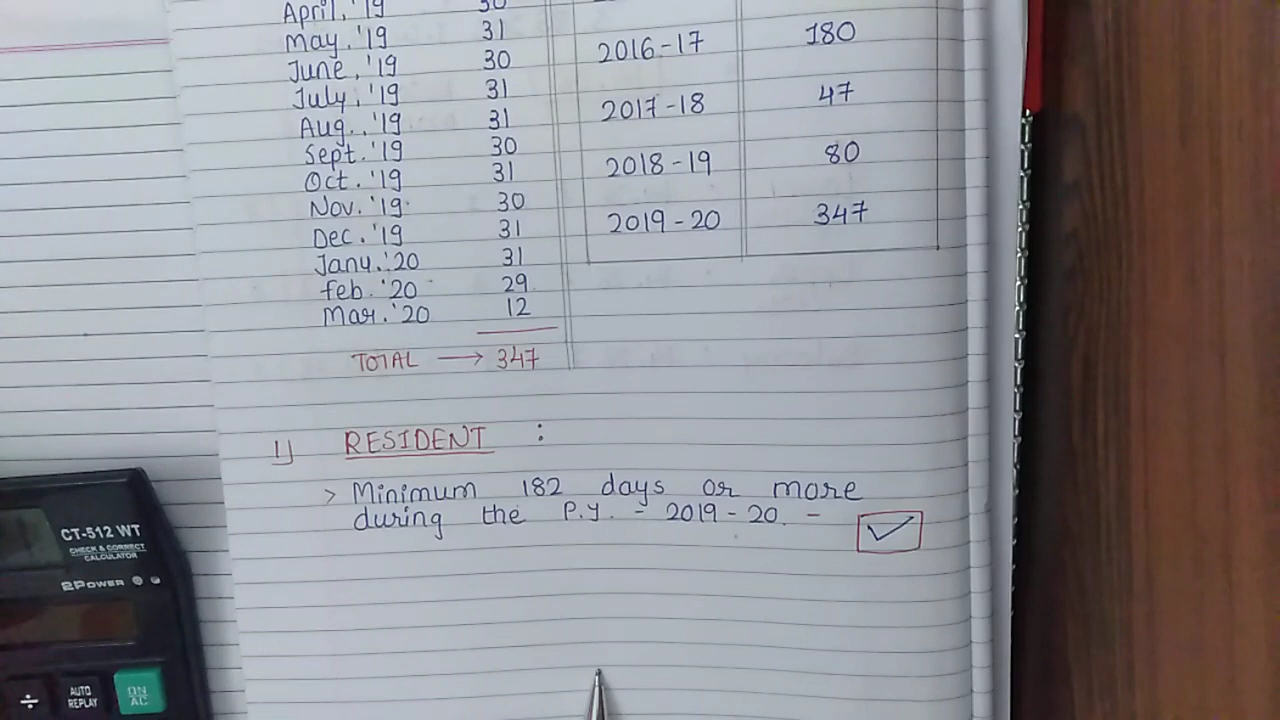 April, '19 30
May. '19 31
June, '19 30
July, '19 31
Aug., '19 31
Sept. '19 30
Oct. '19 31
Nov. '19 30
Dec. '19 31
Janu. '20 31
feb. '20 29
Mar. '20 12
TOTAL → 347
2016-17 180
2017-18 47
2018-19 80
2019-20 347
1) RESIDENT :
> Minimum 182 days or more
during the P.Y. - 2019-20. - ✓
CT-512 WT
CHECK & CORRECT
CALCULATOR
2POWER
÷
AUTO
REPLAY
ON
AC